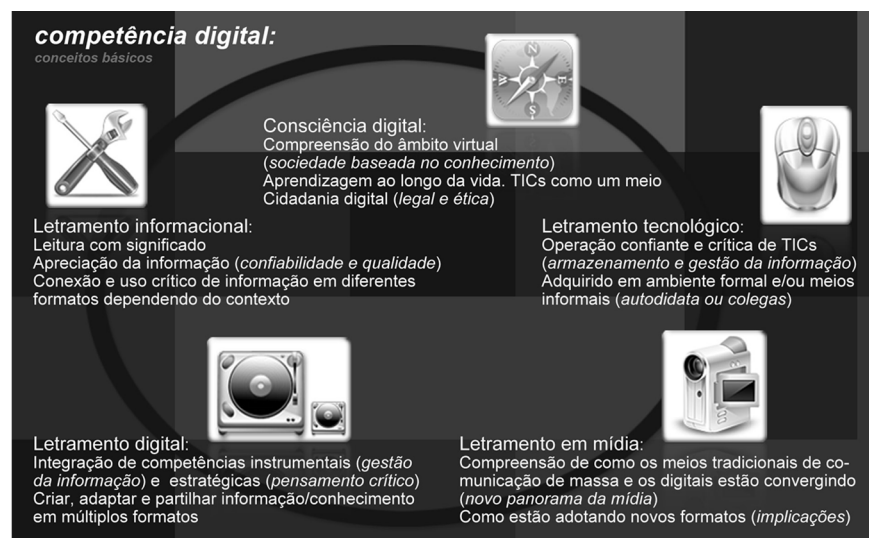 competência digital:
conceitos básicos
N
W
E
S
Consciência digital:
Compreensão do âmbito virtual
(sociedade baseada no conhecimento)
Aprendizagem ao longo da vida. TICs como um meio
Cidadania digital (legal e ética)
Letramento informacional:
Leitura com significado
Apreciação da informação (confiabilidade e qualidade)
Conexão e uso crítico de informação em diferentes
formatos dependendo do contexto
Letramento tecnológico:
Operação confiante e crítica de TICs
(armazenamento e gestão da informação)
Adquirido em ambiente formal e/ou meios
informais (autodidata ou colegas)
Letramento digital:
Integração de competências instrumentais (gestão
da informação) e estratégicas (pensamento crítico)
Criar, adaptar e partilhar informação/conhecimento
em múltiplos formatos
Letramento em mídia:
Compreensão de como os meios tradicionais de co-
municação de massa e os digitais estão convergindo
(novo panorama da mídia)
Como estão adotando novos formatos (implicações)